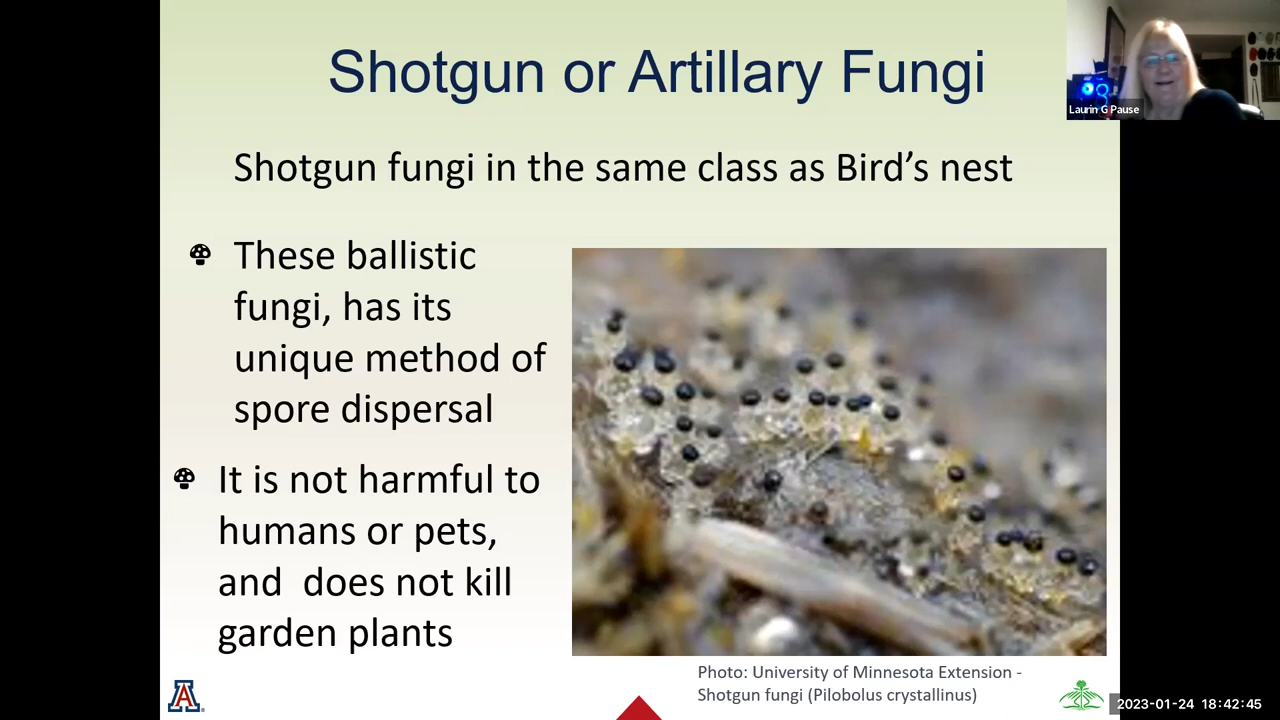 Shotgun or Artillary Fungi
Laurin G Pause
Shotgun fungi in the same class as Bird’s nest
These ballistic
fungi, has its
unique method of
spore dispersal
It is not harmful to
humans or pets,
and  does not kill
garden plants
Photo: University of Minnesota Extension -
Shotgun fungi (Pilobolus crystallinus)
A
2023-01-24 18:42:45